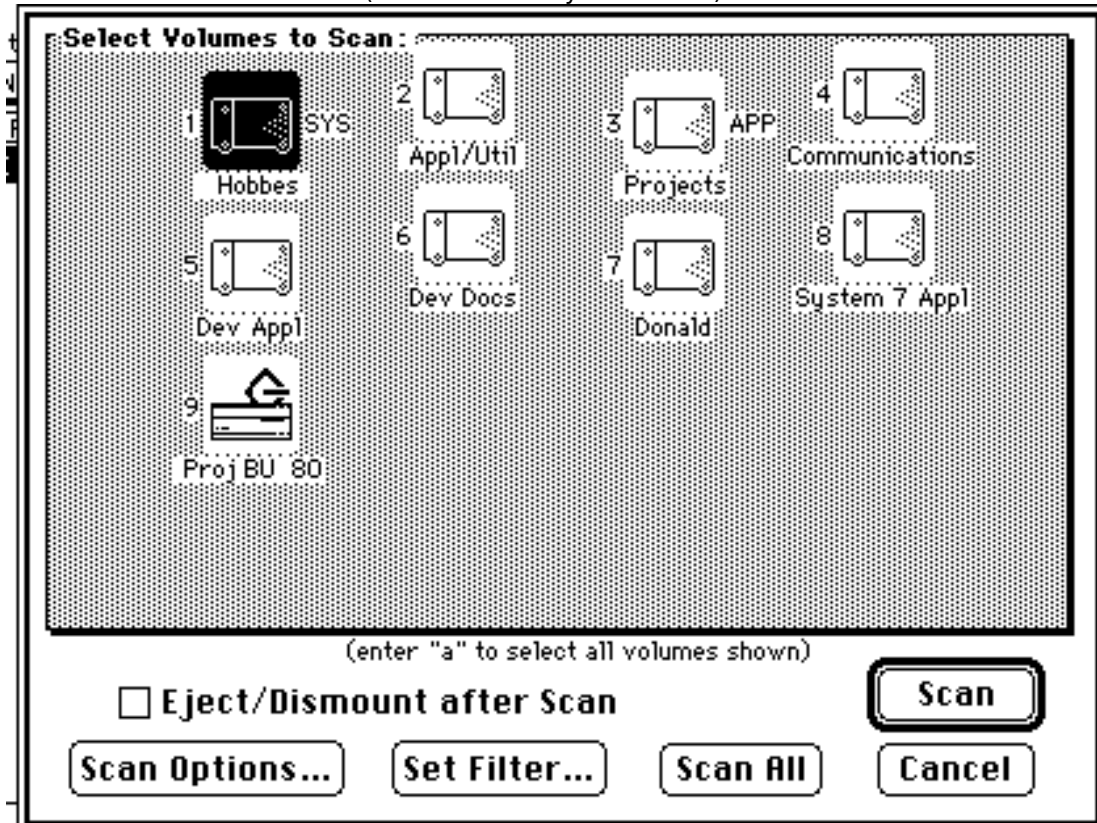 Select Volumes to Scan:
1 SYS 2 3 APP 4
Hobbes Appl/Util Projects Communications
5 6 7 8
Dev Appl Dev Docs Donald System 7 Appl
9
Proj BU 80
(enter "a" to select all volumes shown)
Eject/Dismount after Scan
Scan
Scan Options... Set Filter... Scan All Cancel